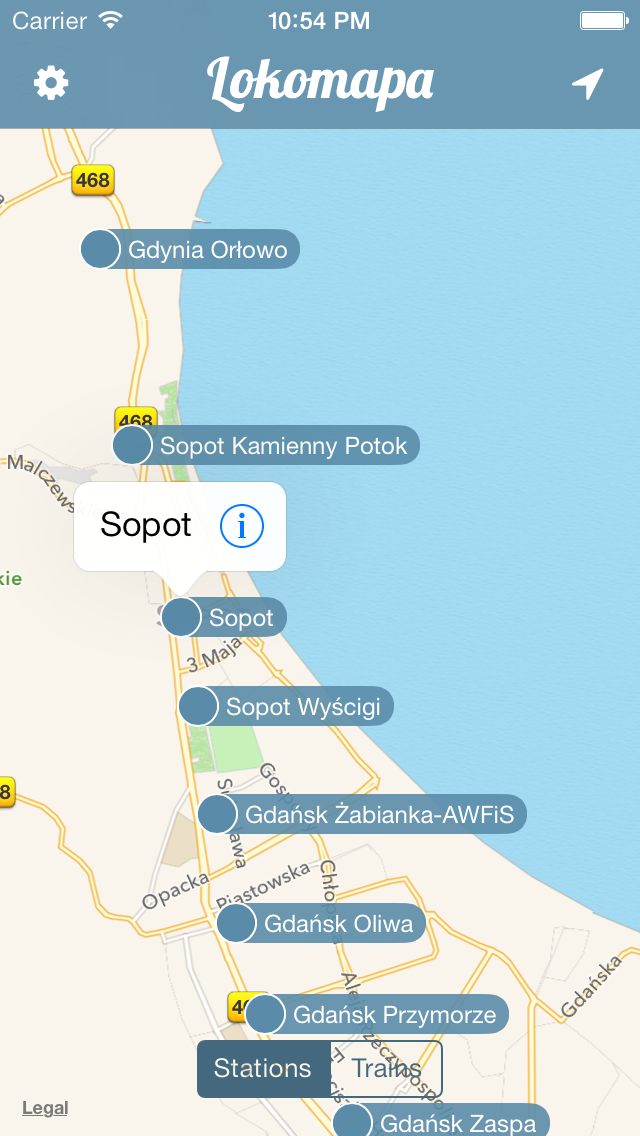 Carrier 10:54 PM
Lokomapa
468
Gdynia Orłowo
468
Sopot Kamienny Potok
Sopot i
kie
Sopot
3 Maja
Sopot Wyścigi
8
Gdańsk Żabianka-AWFiS
Opacka
Piastowska
Gdańsk Oliwa
Gdańska
Gdańsk Przymorze
Stations Trains
Legal
Gdańsk Zaspa